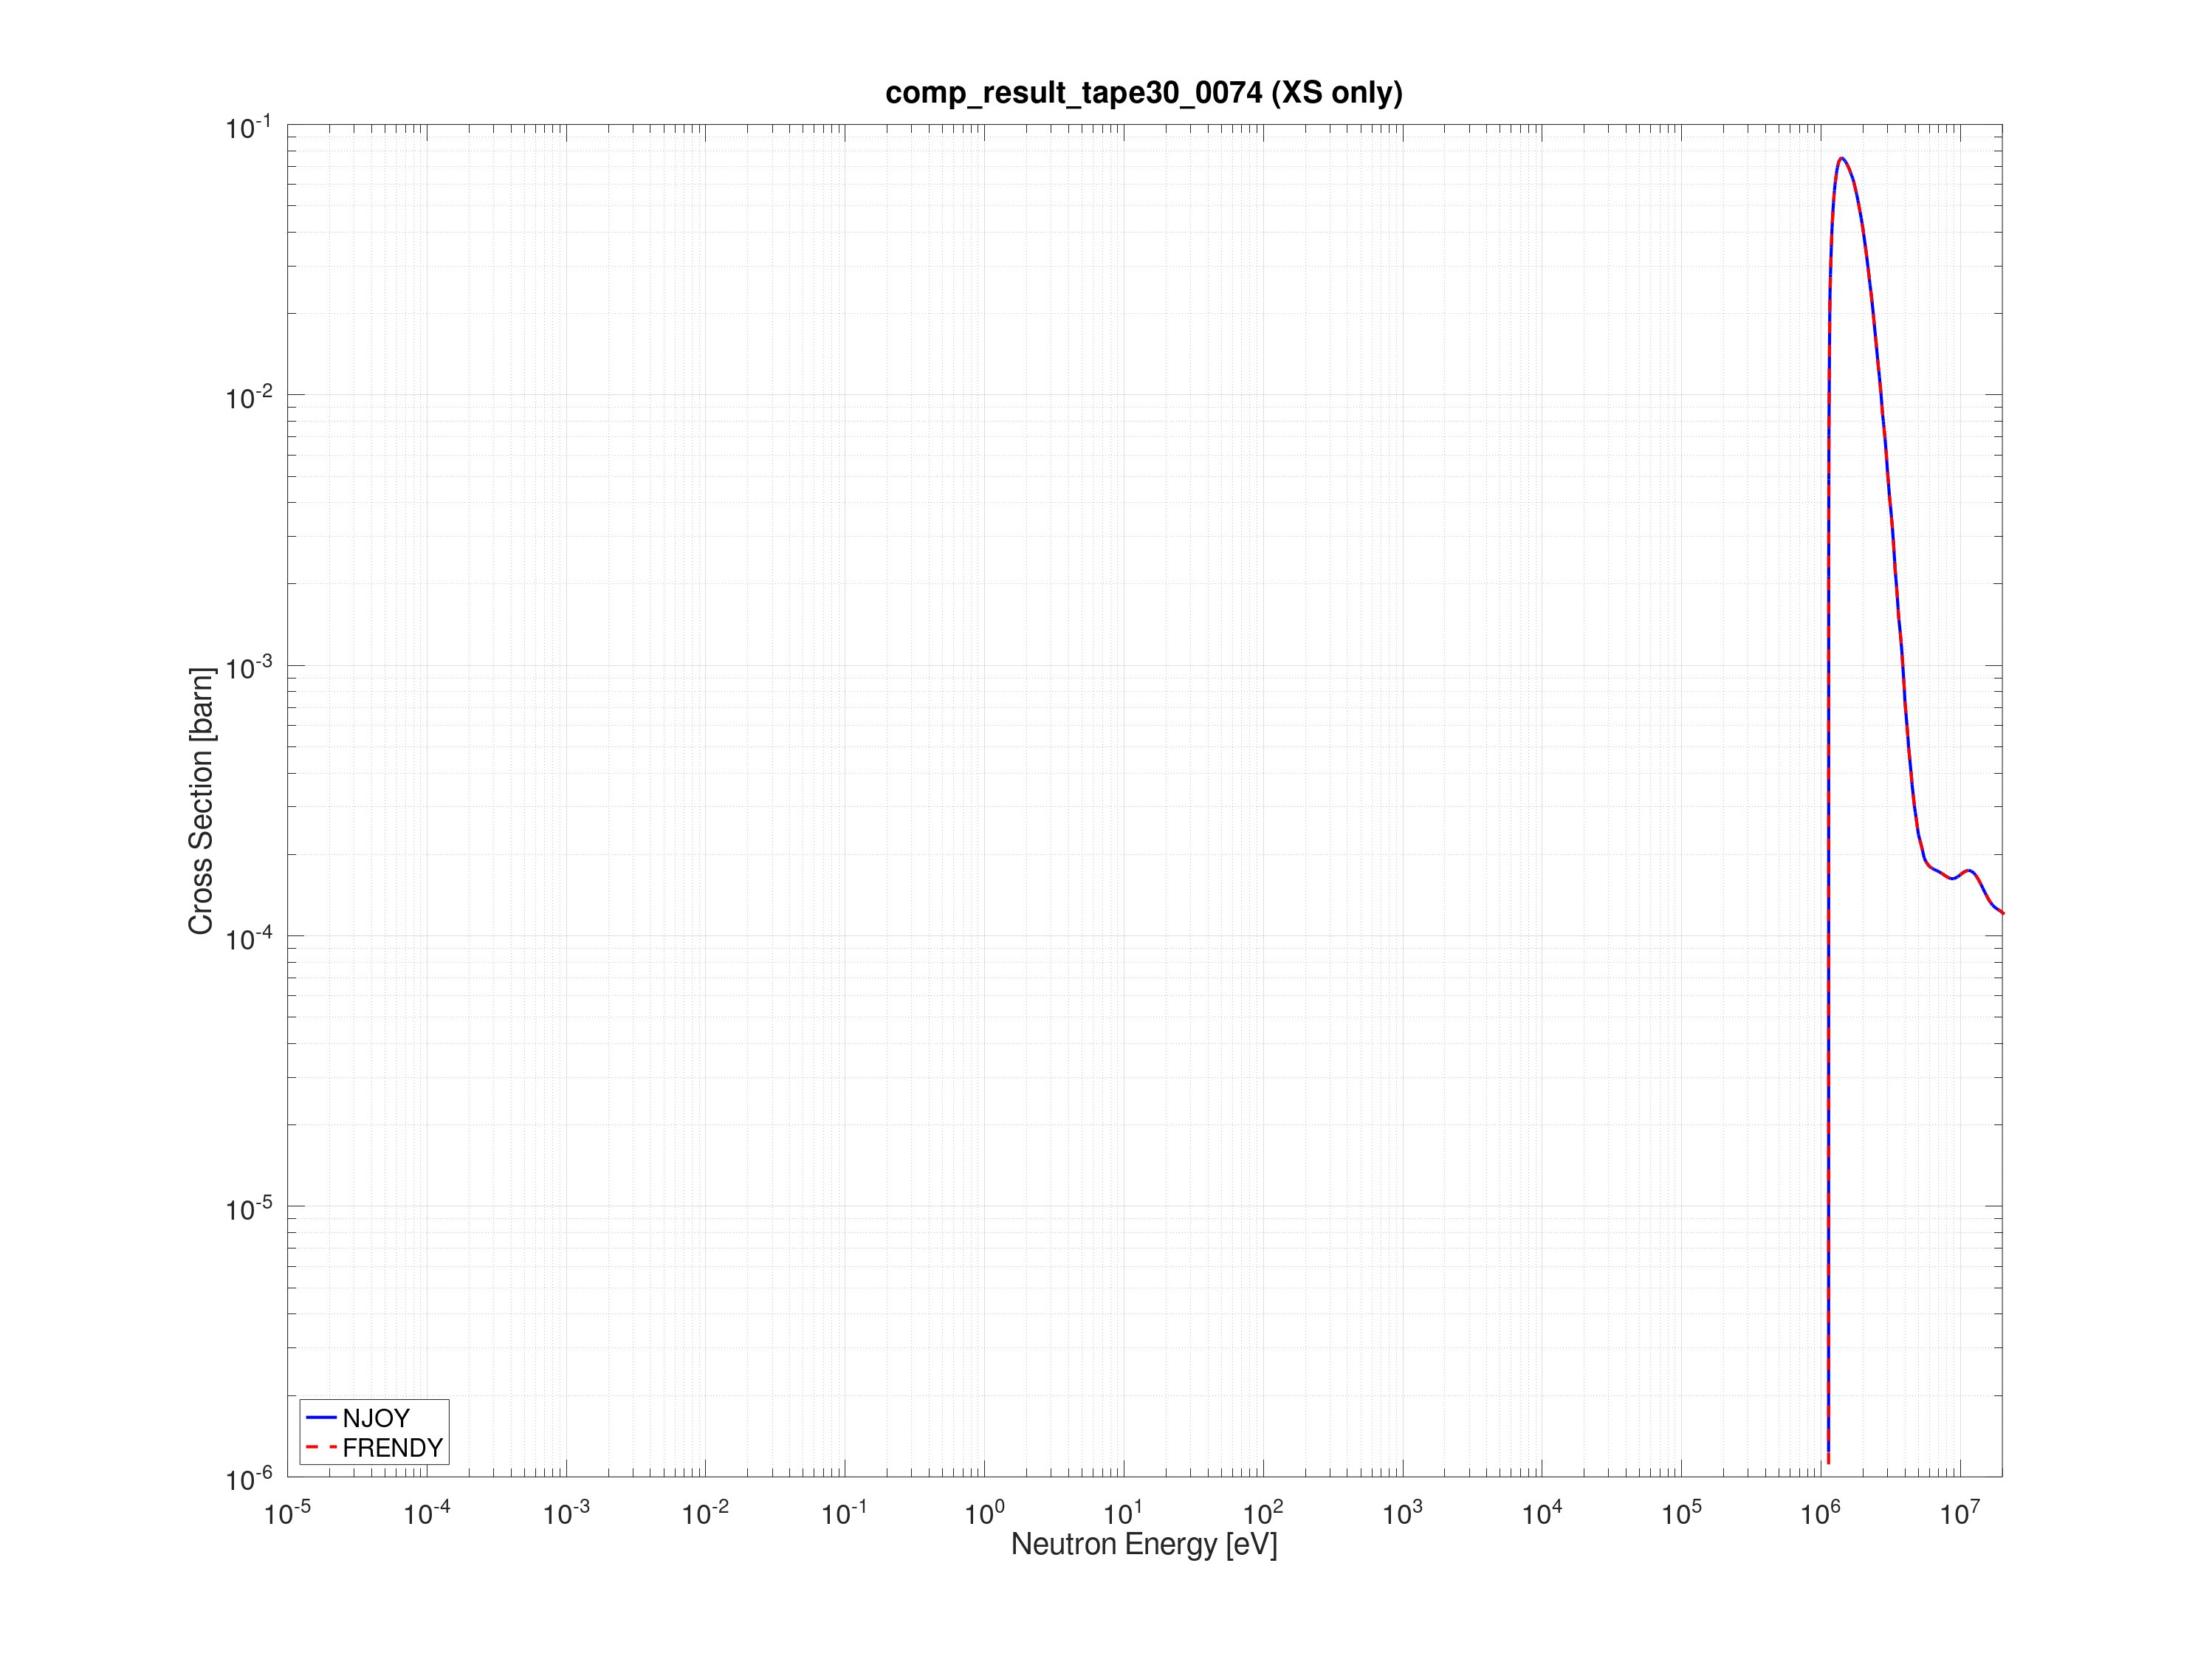 comp_result_tape30_0074 (XS only)
10^-1
10^-2
10^-3
10^-4
10^-5
10^-6
Cross Section [barn]
NJOY
FRENDY
10^-5 10^-4 10^-3 10^-2 10^-1 10^0 10^1 10^2 10^3 10^4 10^5 10^6 10^7
Neutron Energy [eV]